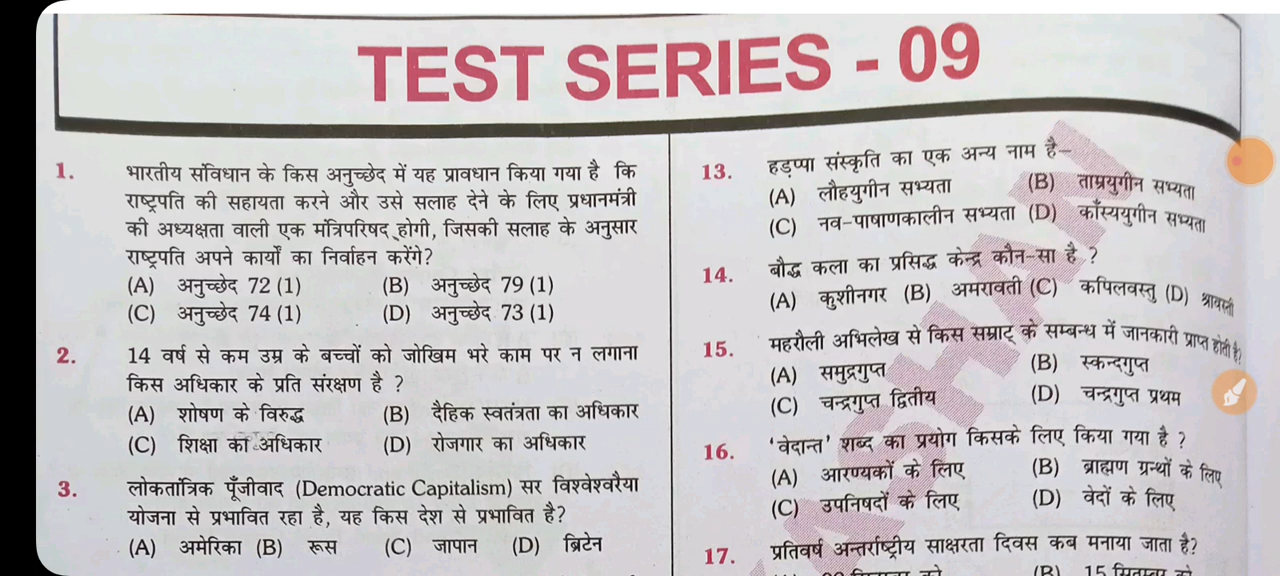 TEST SERIES - 09
1. भारतीय संविधान के किस अनुच्छेद में यह प्रावधान किया गया है कि
राष्ट्रपति की सहायता करने और उसे सलाह देने के लिए प्रधानमंत्री
की अध्यक्षता वाली एक मंत्रिपरिषद् होगी, जिसकी सलाह के अनुसार
राष्ट्रपति अपने कार्यों का निर्वाहन करेंगे?
(A) अनुच्छेद 72 (1) (B) अनुच्छेद 79 (1)
(C) अनुच्छेद 74 (1) (D) अनुच्छेद 73 (1)
2. 14 वर्ष से कम उम्र के बच्चों को जोखिम भरे काम पर न लगाना
किस अधिकार के प्रति संरक्षण है ?
(A) शोषण के विरुद्ध (B) दैहिक स्वतंत्रता का अधिकार
(C) शिक्षा का अधिकार (D) रोजगार का अधिकार
3. लोकतांत्रिक पूँजीवाद (Democratic Capitalism) सर विश्वेश्वरैया
योजना से प्रभावित रहा है, यह किस देश से प्रभावित है?
(A) अमेरिका (B) रूस (C) जापान (D) ब्रिटेन
13. हड़प्पा संस्कृति का एक अन्य नाम है–
(A) लौहयुगीन सभ्यता (B) ताम्रयुगीन सभ्यता
(C) नव-पाषाणकालीन सभ्यता (D) काँस्ययुगीन सभ्यता
14. बौद्ध कला का प्रसिद्ध केन्द्र कौन-सा है ?
(A) कुशीनगर (B) अमरावती (C) कपिलवस्तु (D) श्रावस्ती
15. महरौली अभिलेख से किस सम्राट् के सम्बन्ध में जानकारी प्राप्त होती है?
(A) समुद्रगुप्त (B) स्कन्दगुप्त
(C) चन्द्रगुप्त द्वितीय (D) चन्द्रगुप्त प्रथम
16. 'वेदान्त' शब्द का प्रयोग किसके लिए किया गया है ?
(A) आरण्यकों के लिए (B) ब्राह्मण ग्रन्थों के लिए
(C) उपनिषदों के लिए (D) वेदों के लिए
17. प्रतिवर्ष अन्तर्राष्ट्रीय साक्षरता दिवस कब मनाया जाता है?
(B) 15 सितम्बर को